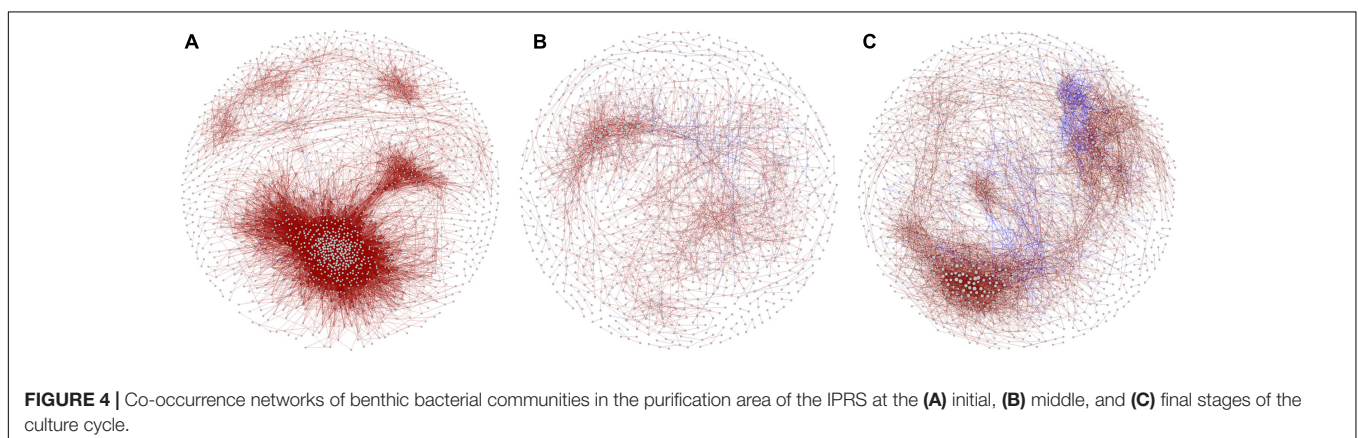 A
B
C
FIGURE 4 | Co-occurrence networks of benthic bacterial communities in the purification area of the IPRS at the (A) initial, (B) middle, and (C) final stages of the
culture cycle.